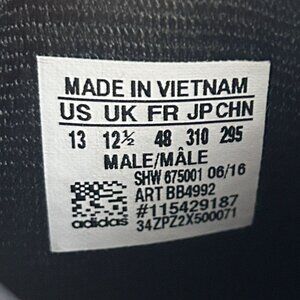 MADE IN VIETNAM
US UK FR JP CHN
13 12½ 48 310 295
MALE/MÂLE
SHW 675001 06/16
ART BB4992
#115429187
adidas 34ZPZ2X500071